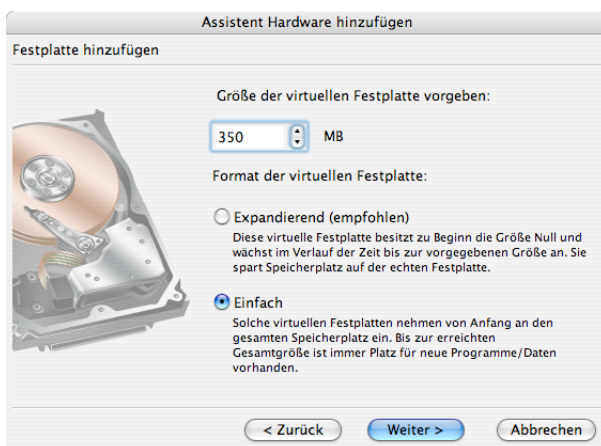 Assistent Hardware hinzufügen
Festplatte hinzufügen
Größe der virtuellen Festplatte vorgeben:
350 MB
Format der virtuellen Festplatte:
Expandierend (empfohlen)
Diese virtuelle Festplatte besitzt zu Beginn die Größe Null und
wächst im Verlauf der Zeit bis zur vorgegebenen Größe an. Sie
spart Speicherplatz auf der echten Festplatte.
Einfach
Solche virtuellen Festplatten nehmen von Anfang an den
gesamten Speicherplatz ein. Bis zur erreichten
Gesamtgröße ist immer Platz für neue Programme/Daten
vorhanden.
< Zurück Weiter > Abbrechen